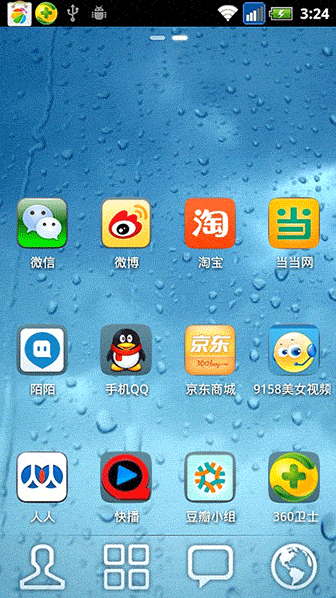 3:24
淘
当
微信
微博
淘宝
当当网
京东
360buy.com
陌陌
手机QQ
京东商城
9158美女视频
人人
快播
豆瓣小组
360卫士